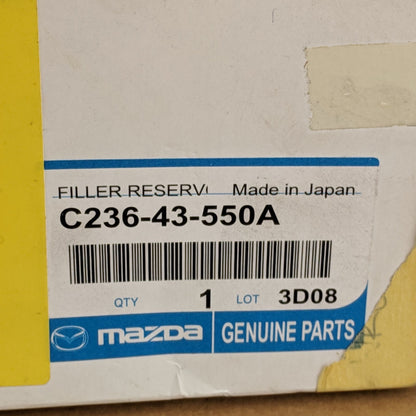 FILLER RESERV Made in Japan
C236-43-550A
QTY 1 LOT 3D08
mazda GENUINE PARTS